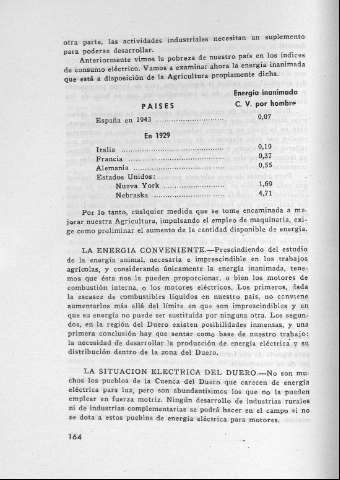 otra parte, las actividades industriales necesitan un suplemento
para poderse desarrollar.
Anteriormente vimos la pobreza de nuestro país en los índices
de consumo eléctrico. Vamos a examinar ahora la energía inanimada
que está a disposición de la Agricultura propiamente dicha.
Energía inanimada
PAISES C. V. por hombre
España en 1943 ............................ 0,07
En 1929
Italia ............................ 0,19
Francia ............................ 0,37
Alemania ............................ 0,55
Estados Unidos:
Nueva York .................... 1,60
Nebraska .................... 4,71
Por lo tanto, cualquier medida que se tome encaminada a me-
jorar nuestra Agricultura, impulsando el empleo de maquinaria, exi-
ge como preliminar el aumento de la cantidad disponible de energía.
LA ENERGIA CONVENIENTE.—Prescindiendo del estudio
de la energía animal, necesaria e imprescindible en los trabajos
agrícolas, y considerando únicamente la energía inanimada, tene-
mos que ésta nos la pueden proporcionar, o bien los motores de
combustión interna, o los motores eléctricos. Los primeros, dada
la escasez de combustibles líquidos en nuestro país, no conviene
aumentarlos más allá del límite en que son imprescindibles y en
que su energía no puede ser sustituida por ninguna otra. Los segun-
dos, en la región del Duero existen posibilidades inmensas, y una
primera conclusión hay que sentar como base de nuestro trabajo:
la necesidad de desarrollar la producción de energía eléctrica y su
distribución dentro de la zona del Duero.
LA SITUACION ELECTRICA DEL DUERO.—No son mu-
chos los pueblos de la Cuenca del Duero que carecen de energía
eléctrica para luz, pero son abundantísimos los que no la pueden
emplear en fuerza motriz. Ningún desarrollo de industrias rurales
ni de industrias complementarias se podrá hacer en el campo si no
se dota a estos pueblos de energía eléctrica para motores.
164